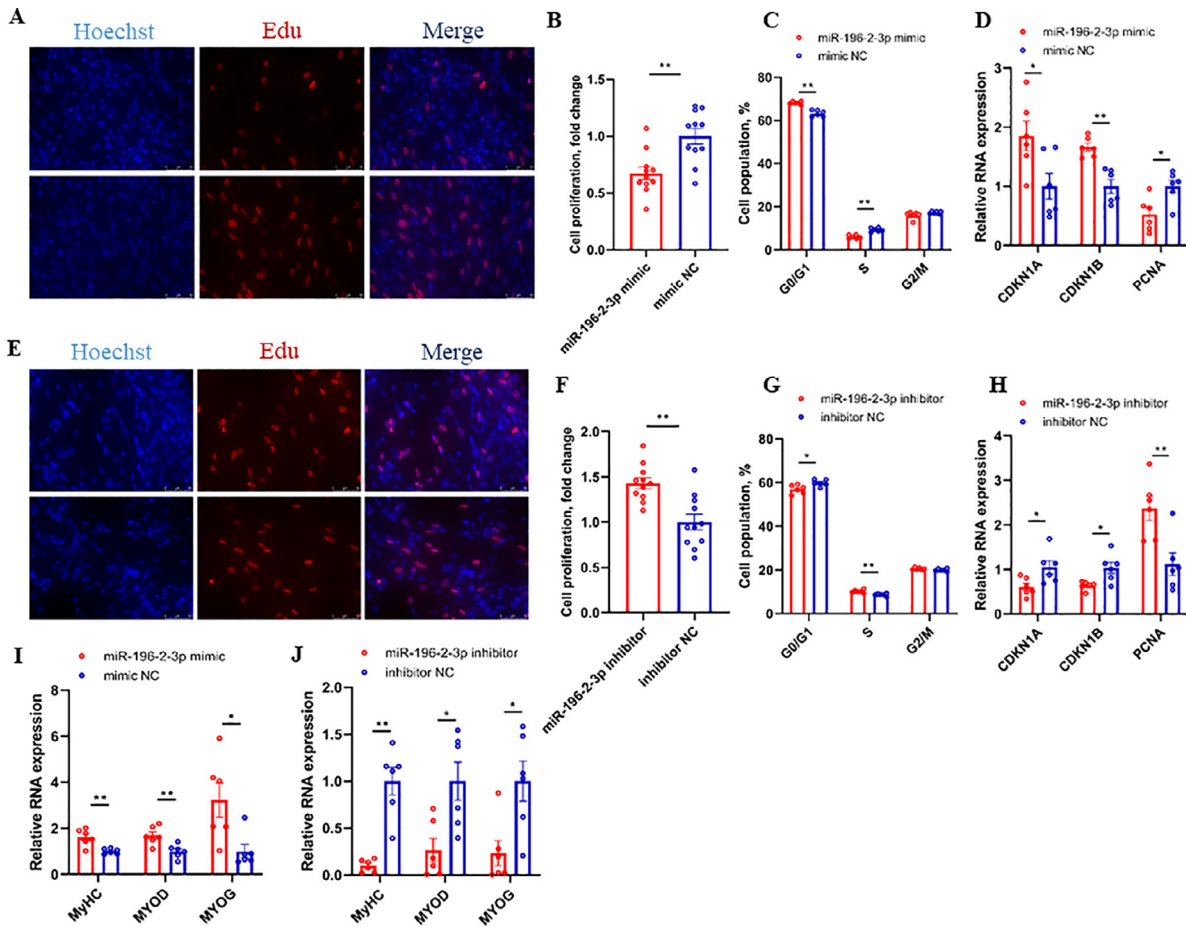 A
Hoechst Edu Merge
B
Cell proliferation, fold change
1.5
1.0
0.5
0.0
**
miR-196-2-3p mimic
mimic NC
C
miR-196-2-3p mimic
mimic NC
Cell population, %
80
60
40
20
0
**
**
G0/G1
S
G2/M
D
miR-196-2-3p mimic
mimic NC
Relative RNA expression
3
2
1
0
*
**
*
CDKN1A
CDKN1B
PCNA
E
Hoechst Edu Merge
F
Cell proliferation, fold change
2.0
1.5
1.0
0.5
0.0
**
miR-196-2-3p inhibitor
inhibitor NC
G
miR-196-2-3p inhibitor
inhibitor NC
Cell population, %
80
60
40
20
0
*
**
G0/G1
S
G2/M
H
miR-196-2-3p inhibitor
inhibitor NC
Relative RNA expression
4
3
2
1
0
*
*
**
CDKN1A
CDKN1B
PCNA
I
miR-196-2-3p mimic
mimic NC
Relative RNA expression
8
6
4
2
0
**
**
*
MyHC
MYOD
MYOG
J
miR-196-2-3p inhibitor
inhibitor NC
Relative RNA expression
2.0
1.5
1.0
0.5
0.0
**
*
*
MyHC
MYOD
MYOG